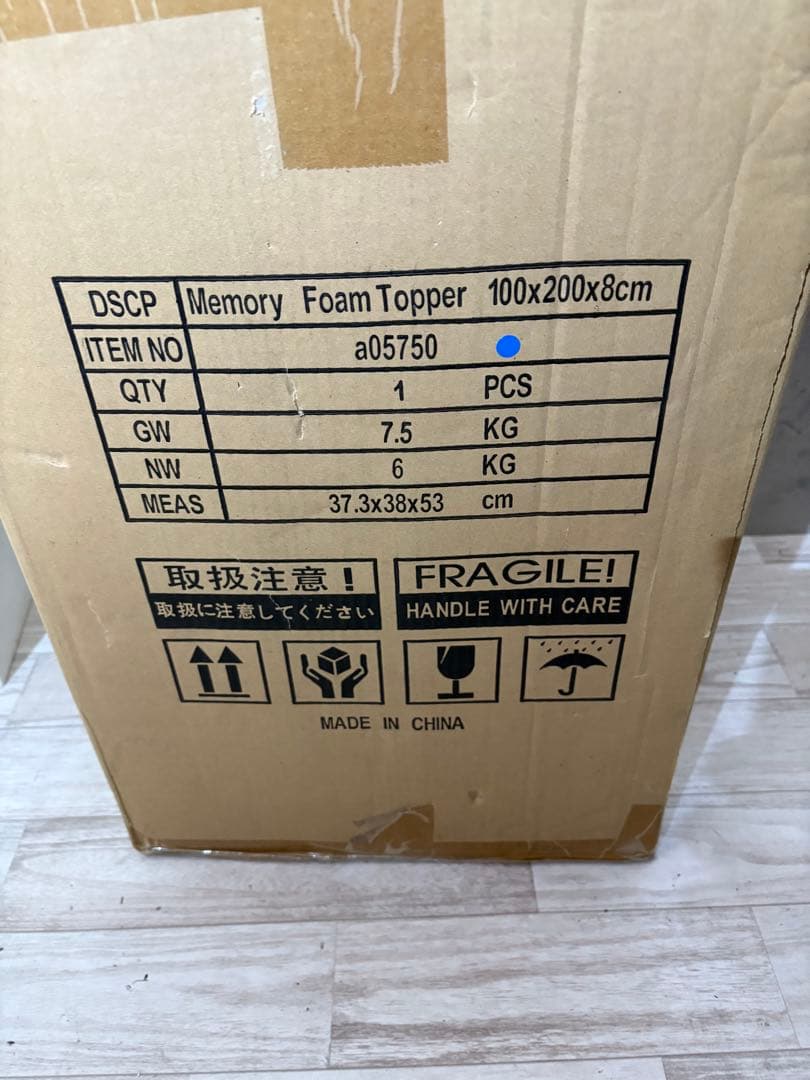 DSCP Memory Foam Topper 100x200x8cm
ITEM NO a05750
QTY 1 PCS
GW 7.5 KG
NW 6 KG
MEAS 37.3x38x53 cm
取扱注意！
取扱に注意してください
FRAGILE!
HANDLE WITH CARE
MADE IN CHINA